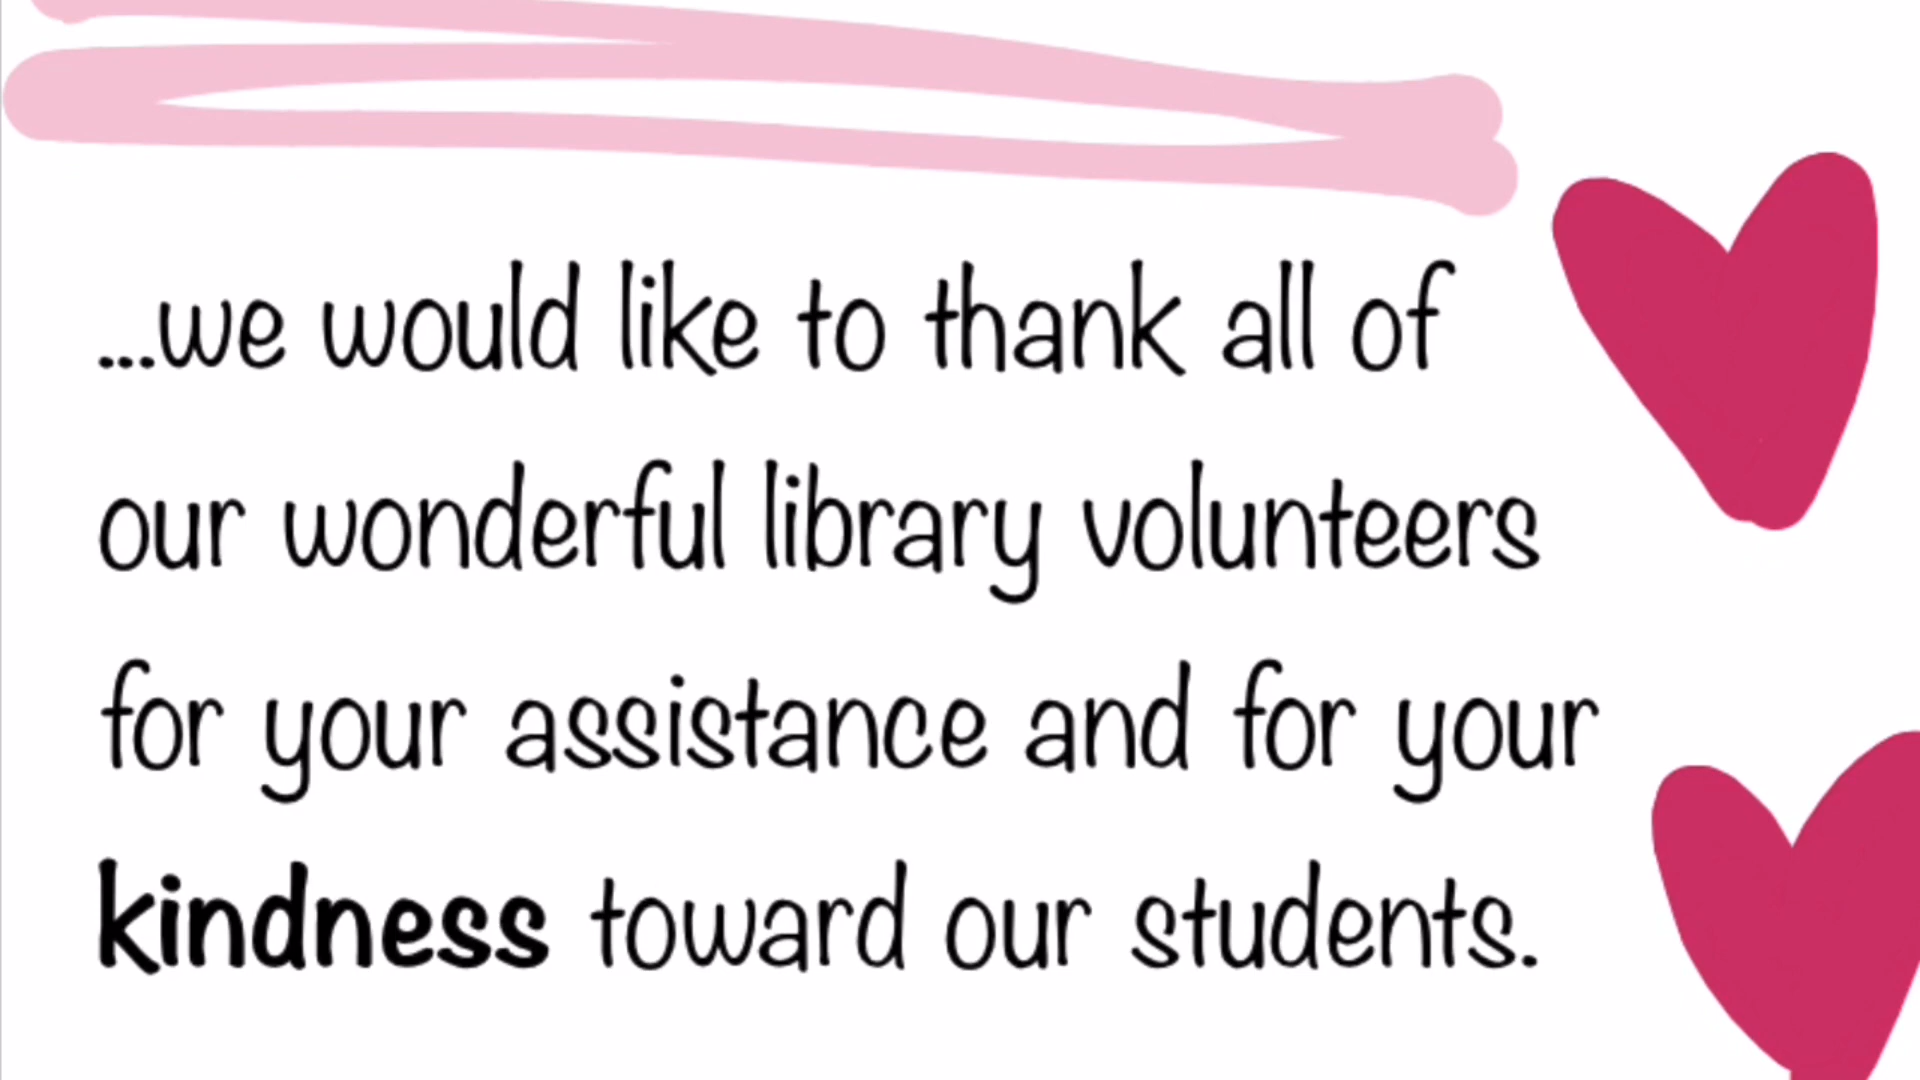 ...we would like to thank all of
our wonderful library volunteers
for your assistance and for your
kindness toward our students.